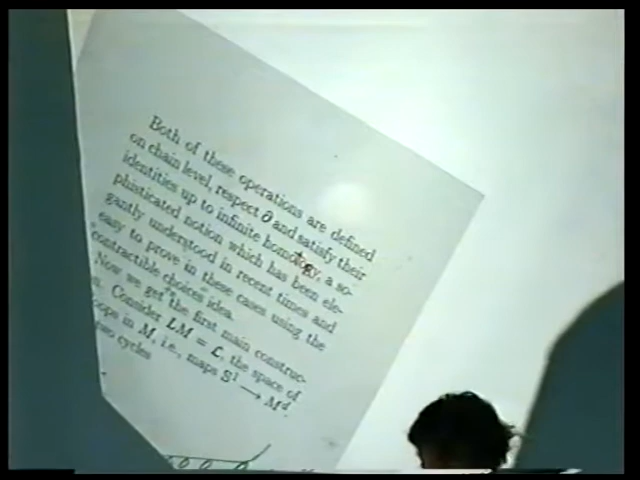 Both of these operations are defined
on chain level, respect ∂ and satisfy their
identities up to infinite homotopy, a so-
phisticated notion which has been ele-
gantly understood in recent times and
easy to prove in these cases using the
"contractible choices" idea.
Now we get the first main construc-
n. Consider LM = L, the space of
oops in M, i.e., maps S¹ ⟶ Mᵈ.
two cycles